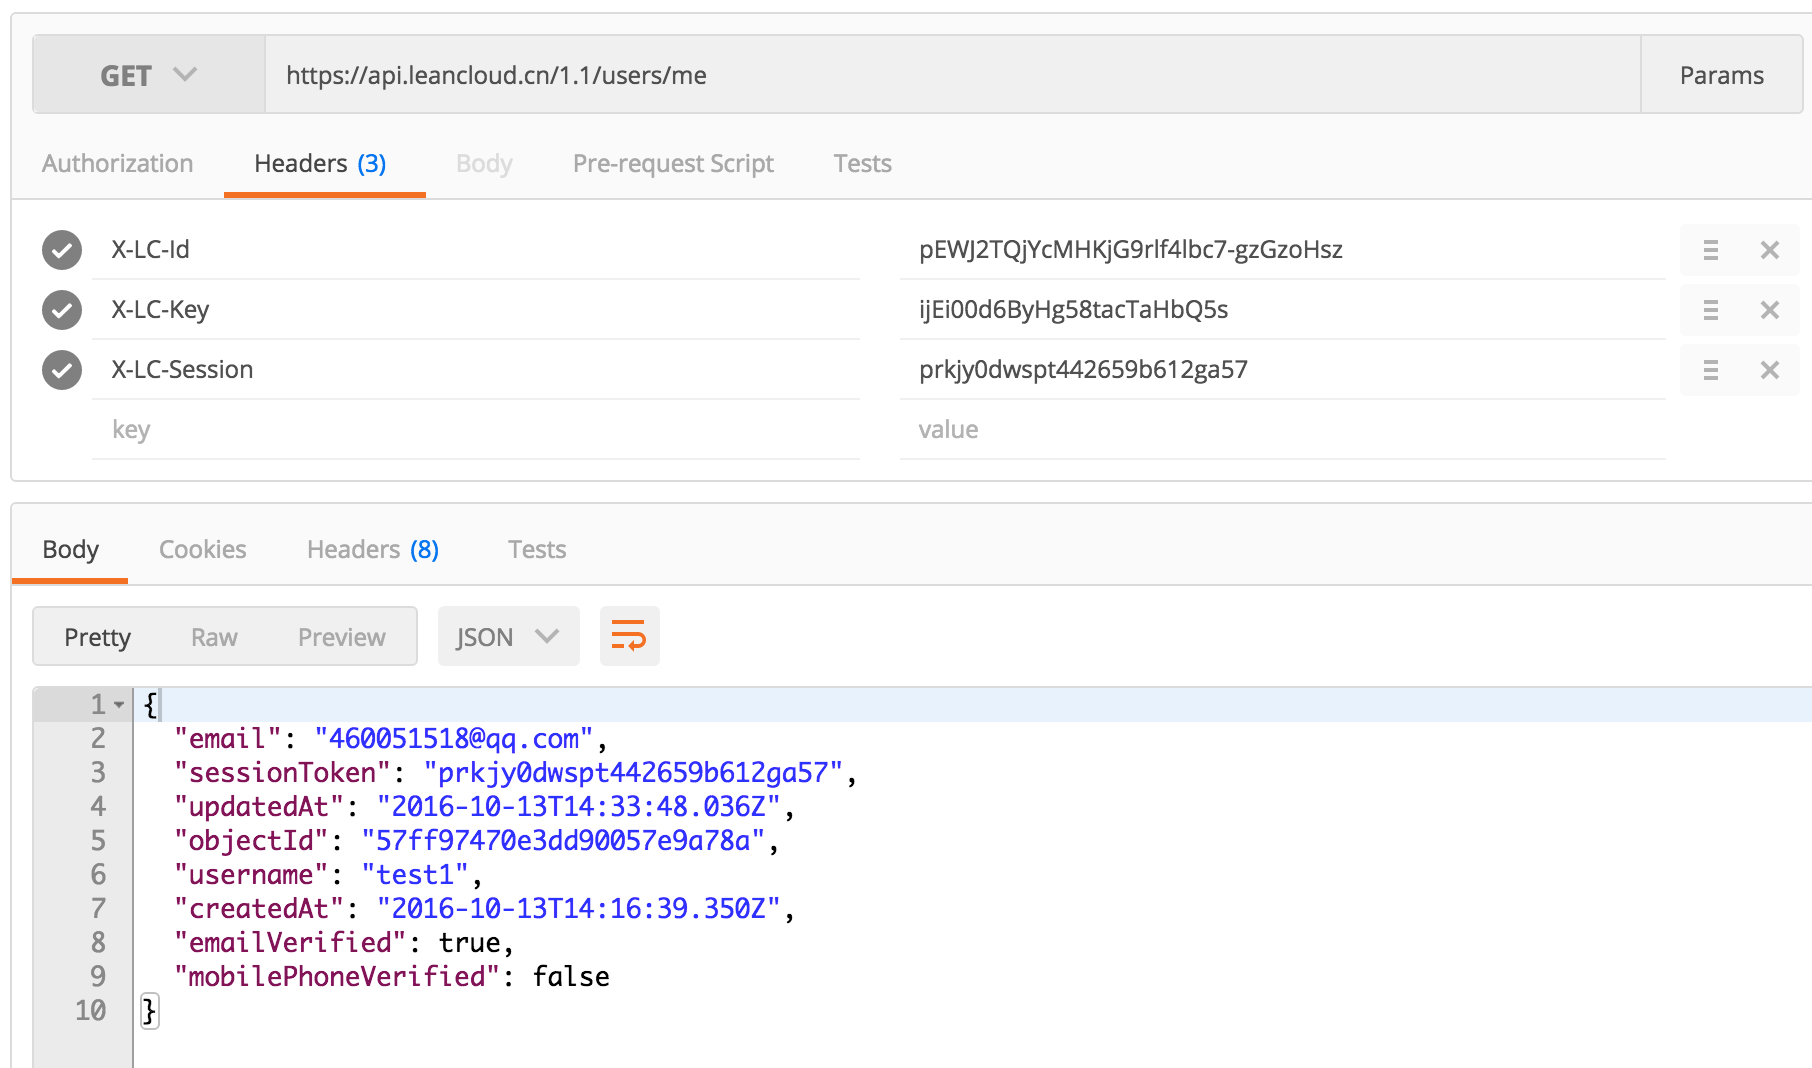 GET https://api.leancloud.cn/1.1/users/me Params
Authorization Headers (3) Body Pre-request Script Tests
X-LC-Id pEWJ2TQjYcMHKjG9rlf4lbc7-gzGzoHsz
X-LC-Key ijEi00d6ByHg58tacTaHbQ5s
X-LC-Session prkjy0dwspt442659b612ga57
key value
Body Cookies Headers (8) Tests
Pretty Raw Preview JSON
1 {
2 "email": "460051518@qq.com",
3 "sessionToken": "prkjy0dwspt442659b612ga57",
4 "updatedAt": "2016-10-13T14:33:48.036Z",
5 "objectId": "57ff97470e3dd90057e9a78a",
6 "username": "test1",
7 "createdAt": "2016-10-13T14:16:39.350Z",
8 "emailVerified": true,
9 "mobilePhoneVerified": false
10 }